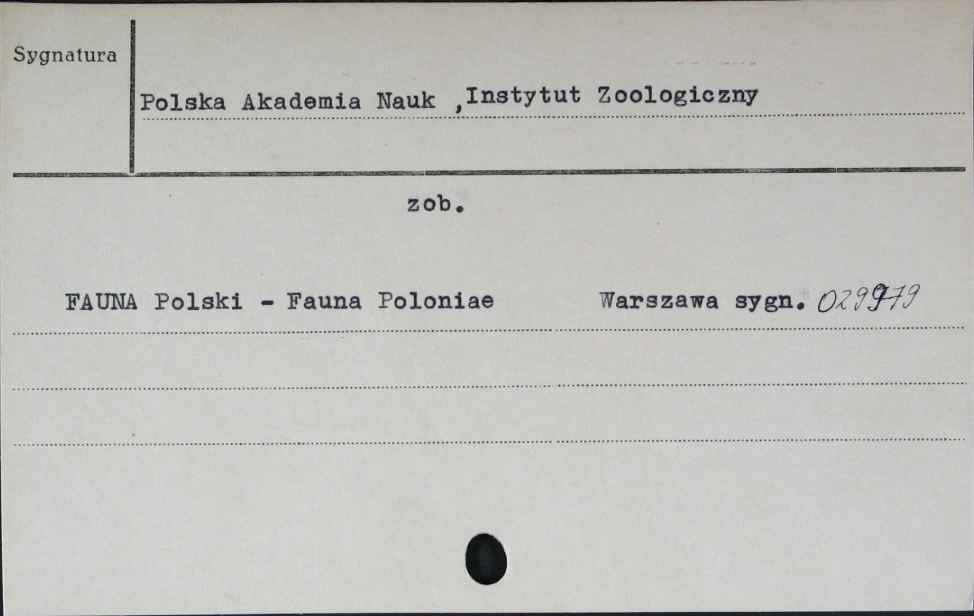 Sygnatura
Polska Akademia Nauk ,Instytut Zoologiczny
zob.
FAUNA Polski - Fauna Poloniae Warszawa sygn. 029979